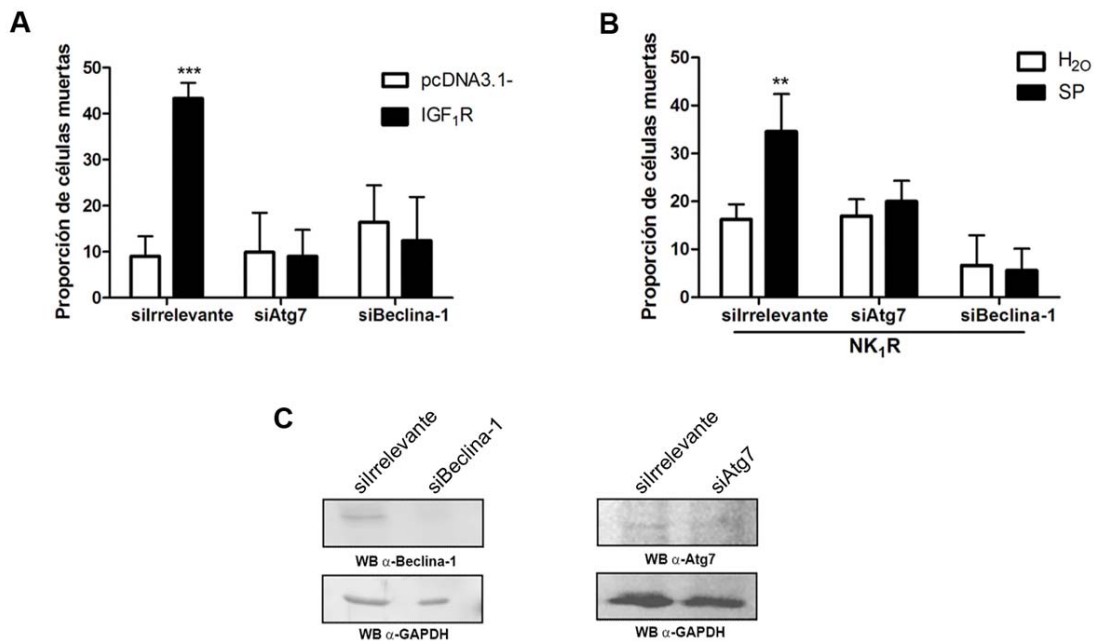 A
Proporción de células muertas
50
40
30
20
10
0
***
pcDNA3.1-
IGF1R
siIrrelevante siAtg7 siBeclina-1
B
Proporción de células muertas
50
40
30
20
10
0
**
H2O
SP
siIrrelevante siAtg7 siBeclina-1
NK1R
C
siIrrelevante siBeclina-1
WB α-Beclina-1
WB α-GAPDH
siIrrelevante siAtg7
WB α-Atg7
WB α-GAPDH